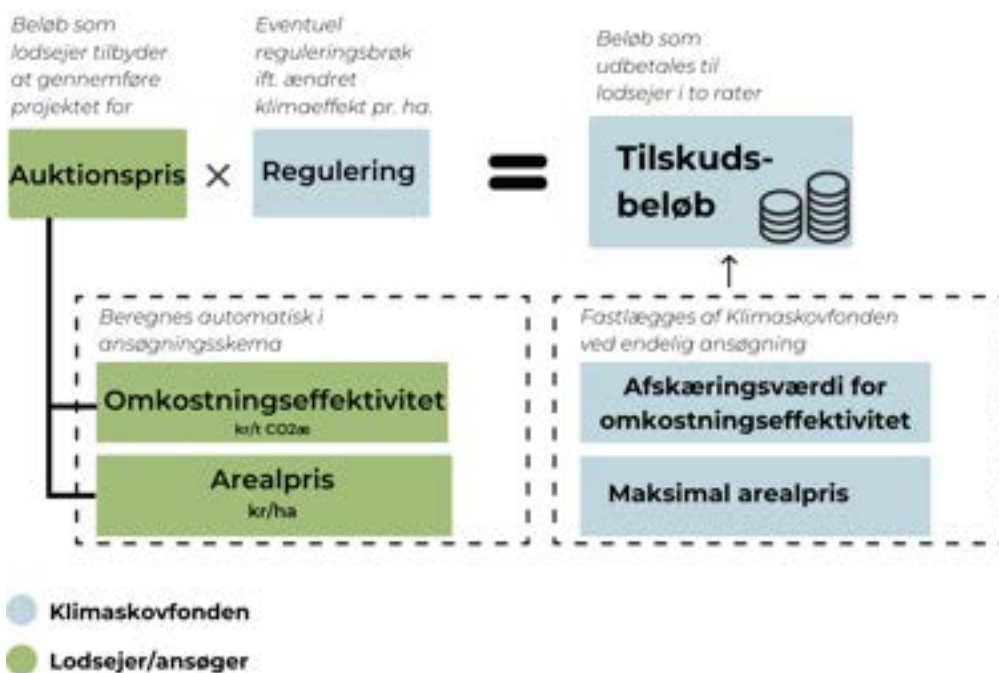 Beløb som
lodsejer tilbyder
at gennemføre
projektet for
Eventuel
reguleringsbrøk
ift. ændret
klimaeffekt pr. ha.
Beløb som
udbetales til
lodsejer i to rater
Auktionspris
×
Regulering
=
Tilskuds-
beløb
Beregnes automatisk i
ansøgningsskema
Omkostningseffektivitet
kr/t CO2æ
Arealpris
kr/ha
Fastlægges af Klimaskovfonden
ved endelig ansøgning
Afskæringsværdi for
omkostningseffektivitet
Maksimal arealpris
Klimaskovfonden
Lodsejer/ansøger